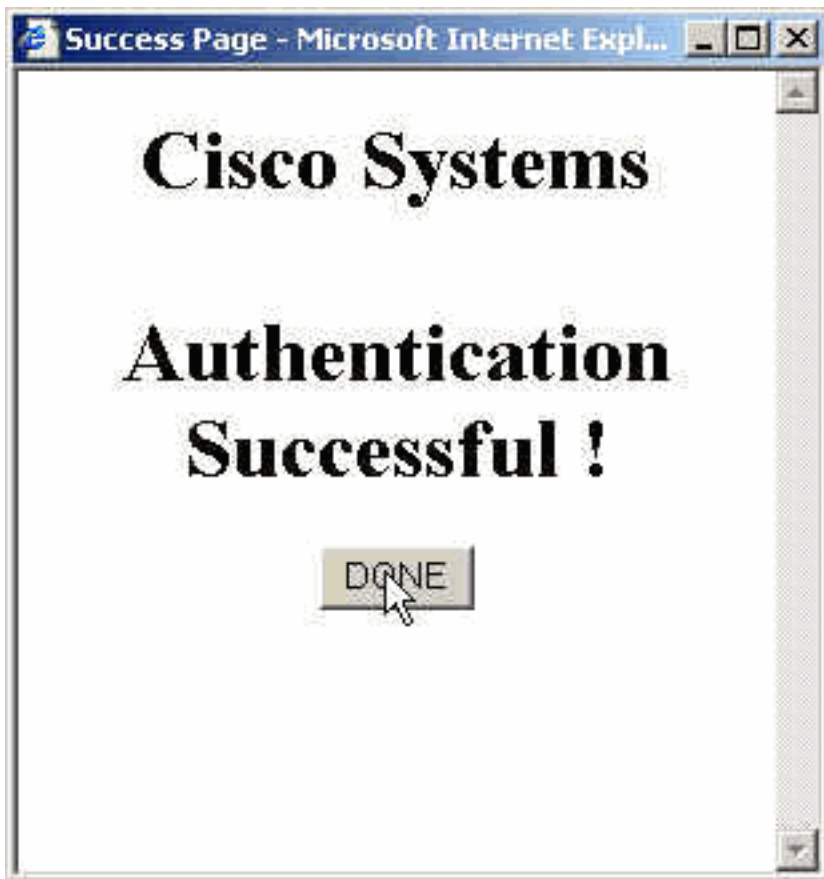 Success Page - Microsoft Internet Expl...
Cisco Systems
Authentication
Successful !
DONE